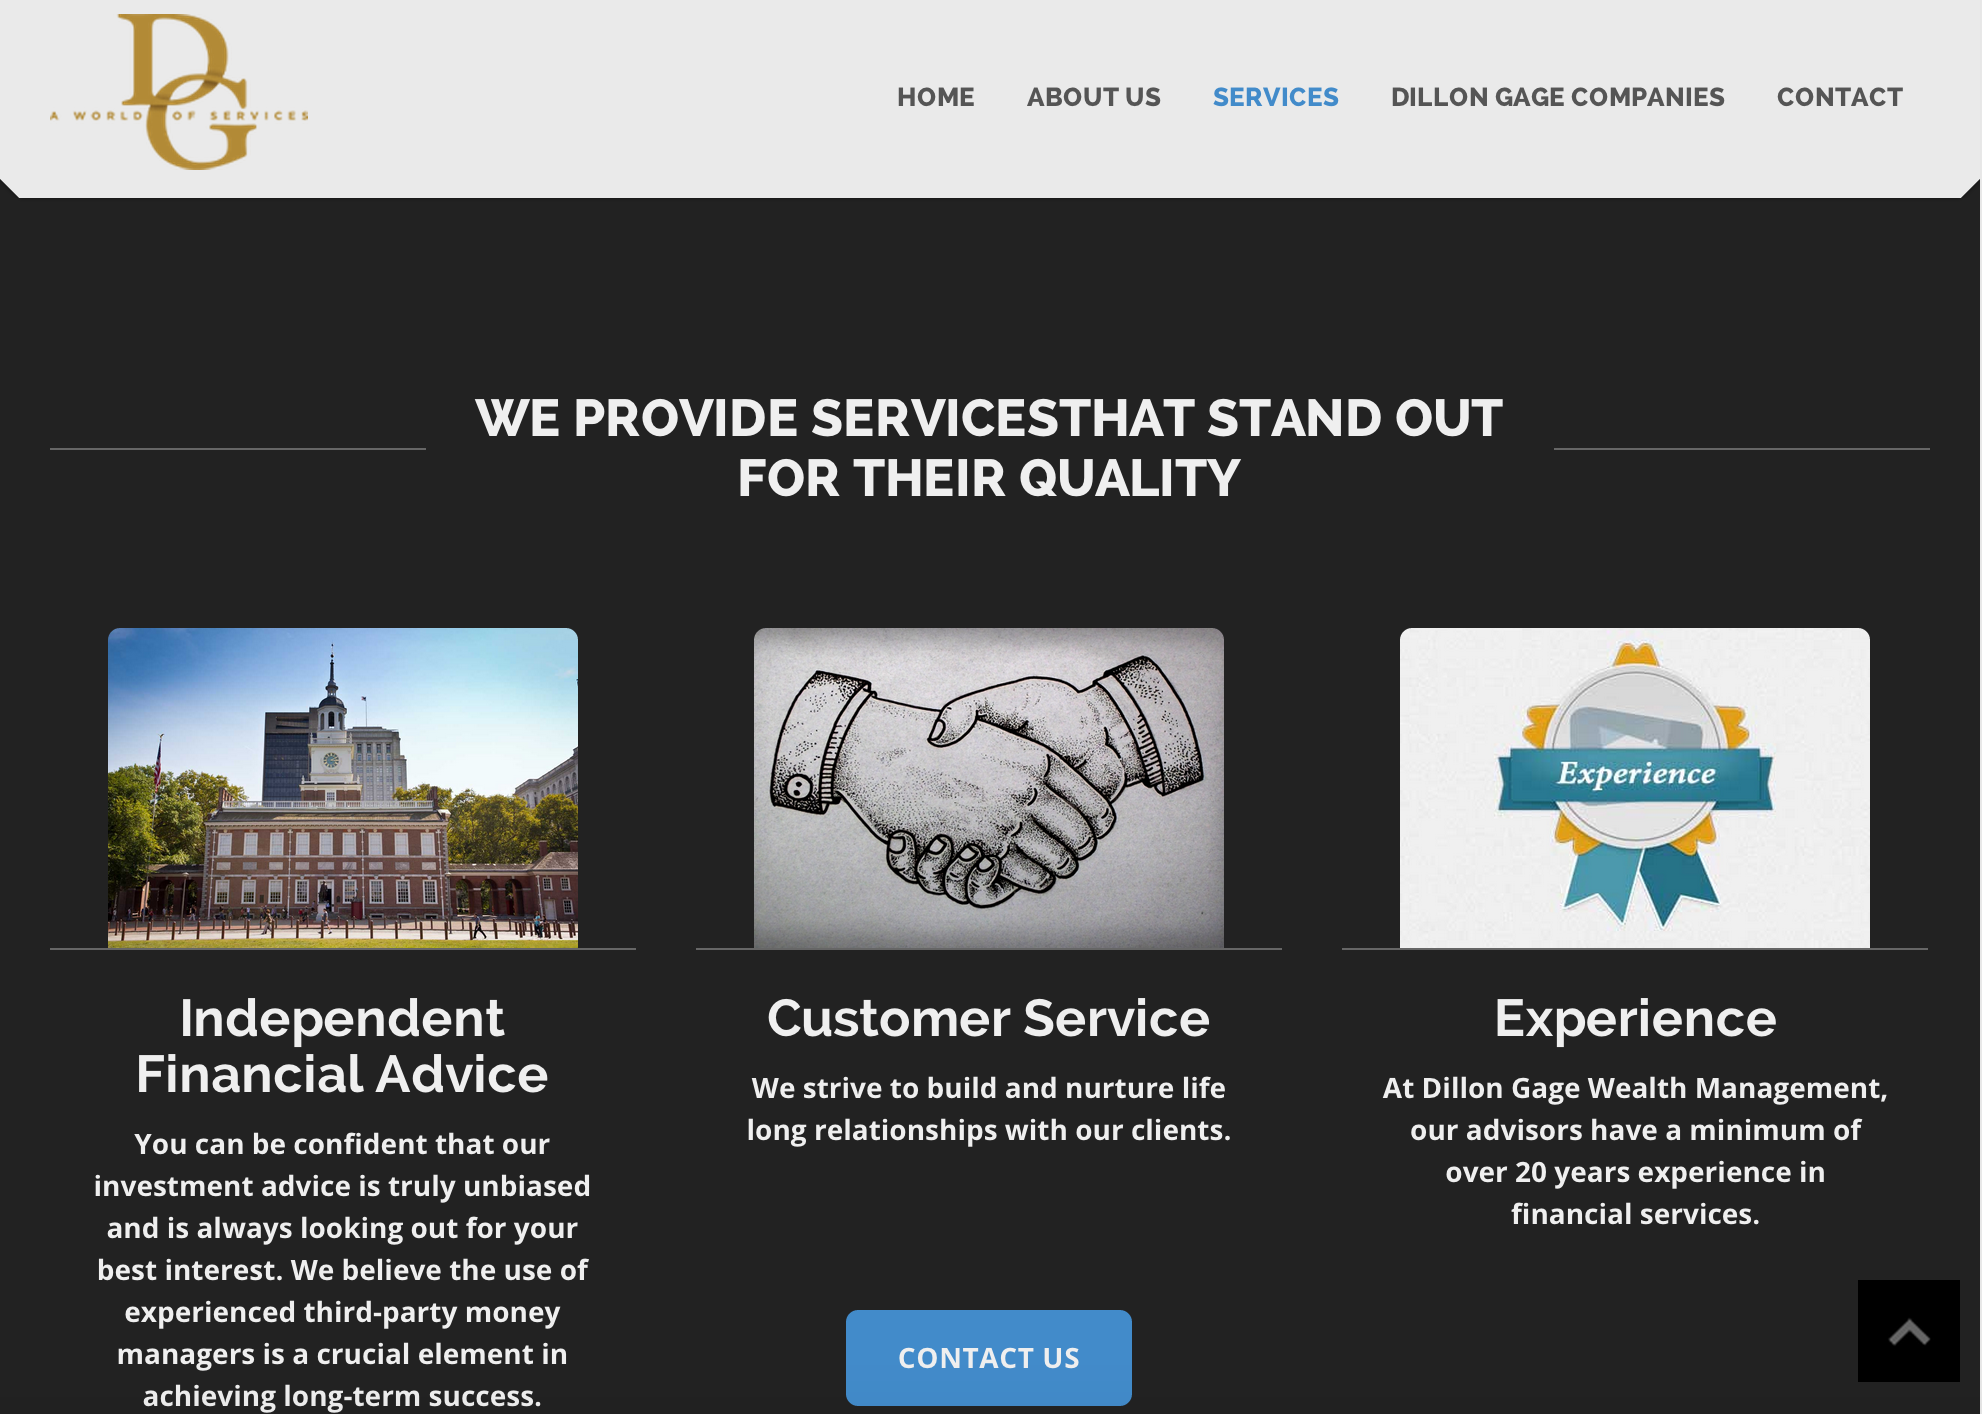 DG
A WORLD OF SERVICES
HOME ABOUT US SERVICES DILLON GAGE COMPANIES CONTACT
WE PROVIDE SERVICESTHAT STAND OUT
FOR THEIR QUALITY
Experience
Independent
Financial Advice
You can be confident that our
investment advice is truly unbiased
and is always looking out for your
best interest. We believe the use of
experienced third-party money
managers is a crucial element in
achieving long-term success.
Customer Service
We strive to build and nurture life
long relationships with our clients.
CONTACT US
Experience
At Dillon Gage Wealth Management,
our advisors have a minimum of
over 20 years experience in
financial services.